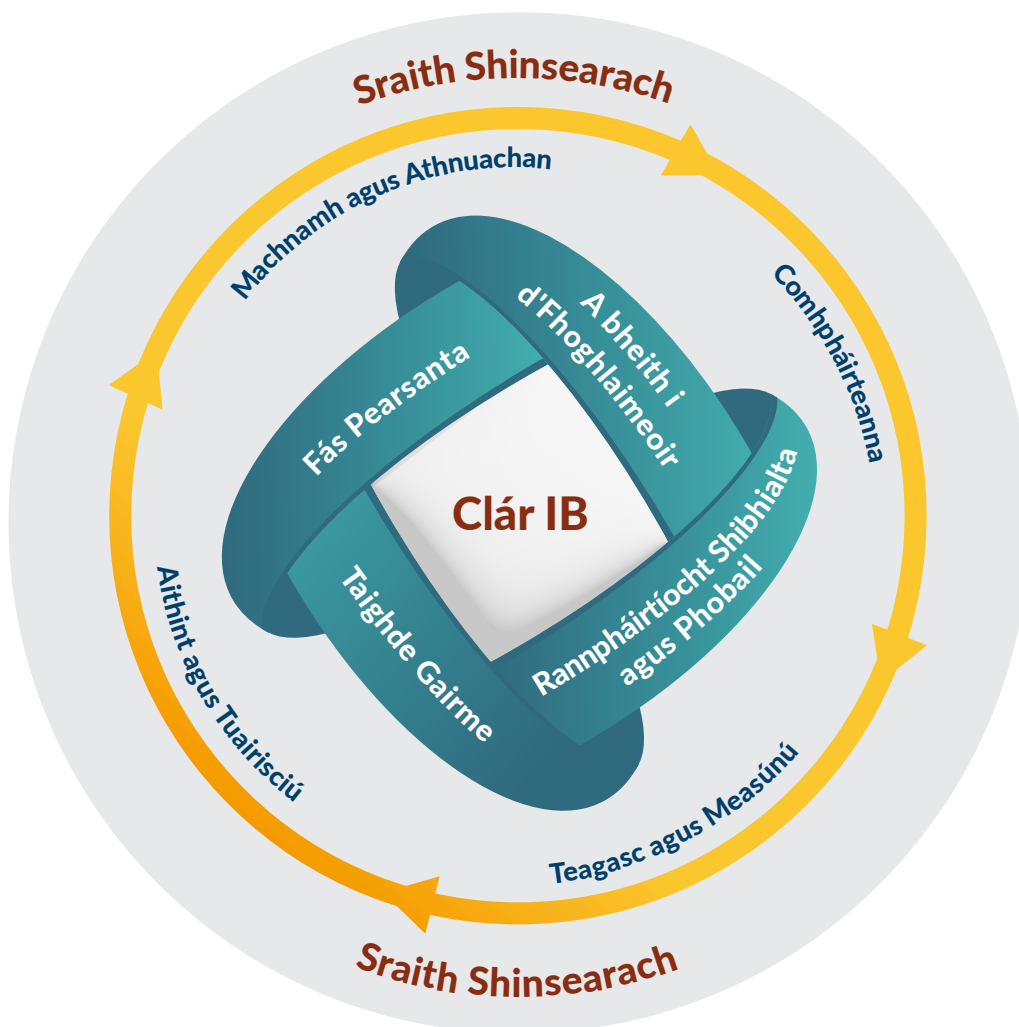 Sraith Shinsearach
Machnamh agus Athnuachan
Comhpháirteanna
A bheith i
d'Fhoghlaimeoir
Fás Pearsanta
Clár IB
Rannpháirtíocht Shibhialta
agus Phobail
Taighde Gairme
Aithint agus Tuairisciú
Teagasc agus Measúnú
Sraith Shinsearach